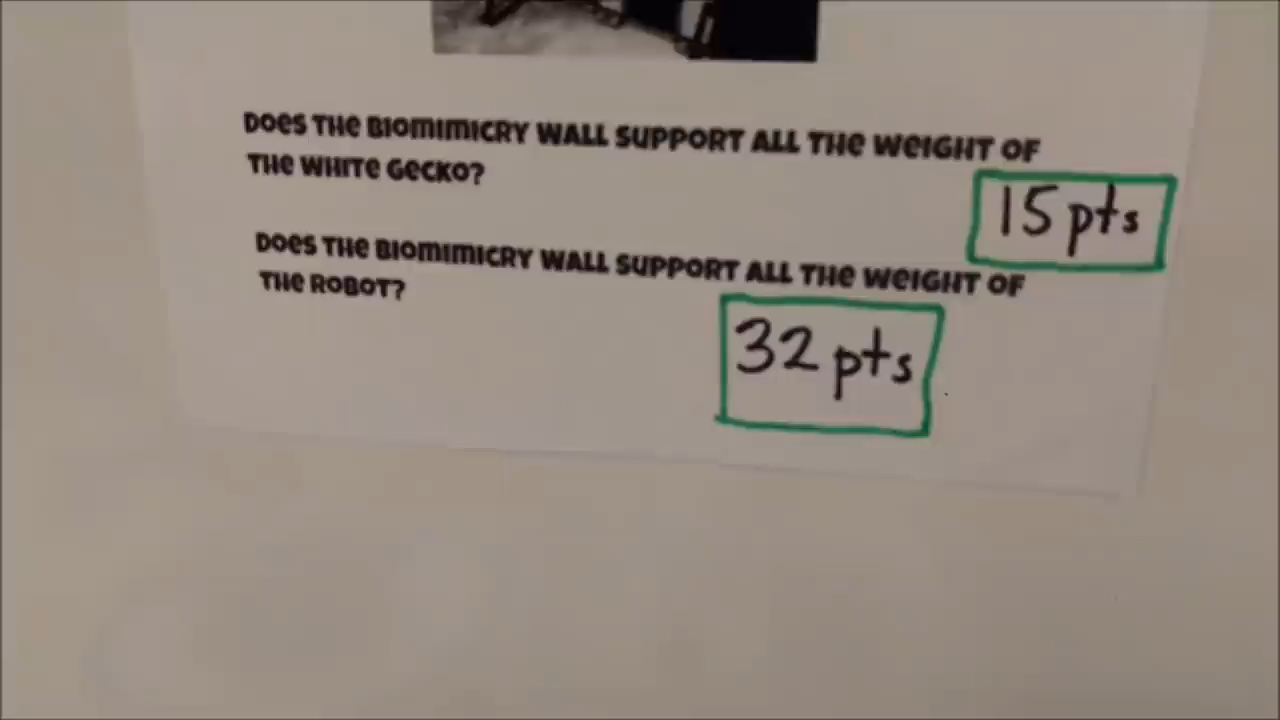 DOES THE BIOMIMICRY WALL SUPPORT ALL THE WEIGHT OF
THE WHITE GECKO?
15 pts
DOES THE BIOMIMICRY WALL SUPPORT ALL THE WEIGHT OF
THE ROBOT?
32 pts